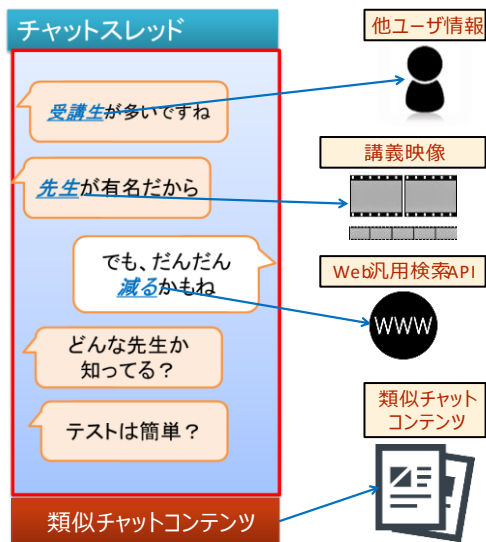 チャットスレッド
受講生が多いですね
先生が有名だから
でも、だんだん
減るかもね
どんな先生か
知ってる？
テストは簡単？
類似チャットコンテンツ
他ユーザ情報
講義映像
Web汎用検索API
WWW
類似チャット
コンテンツ